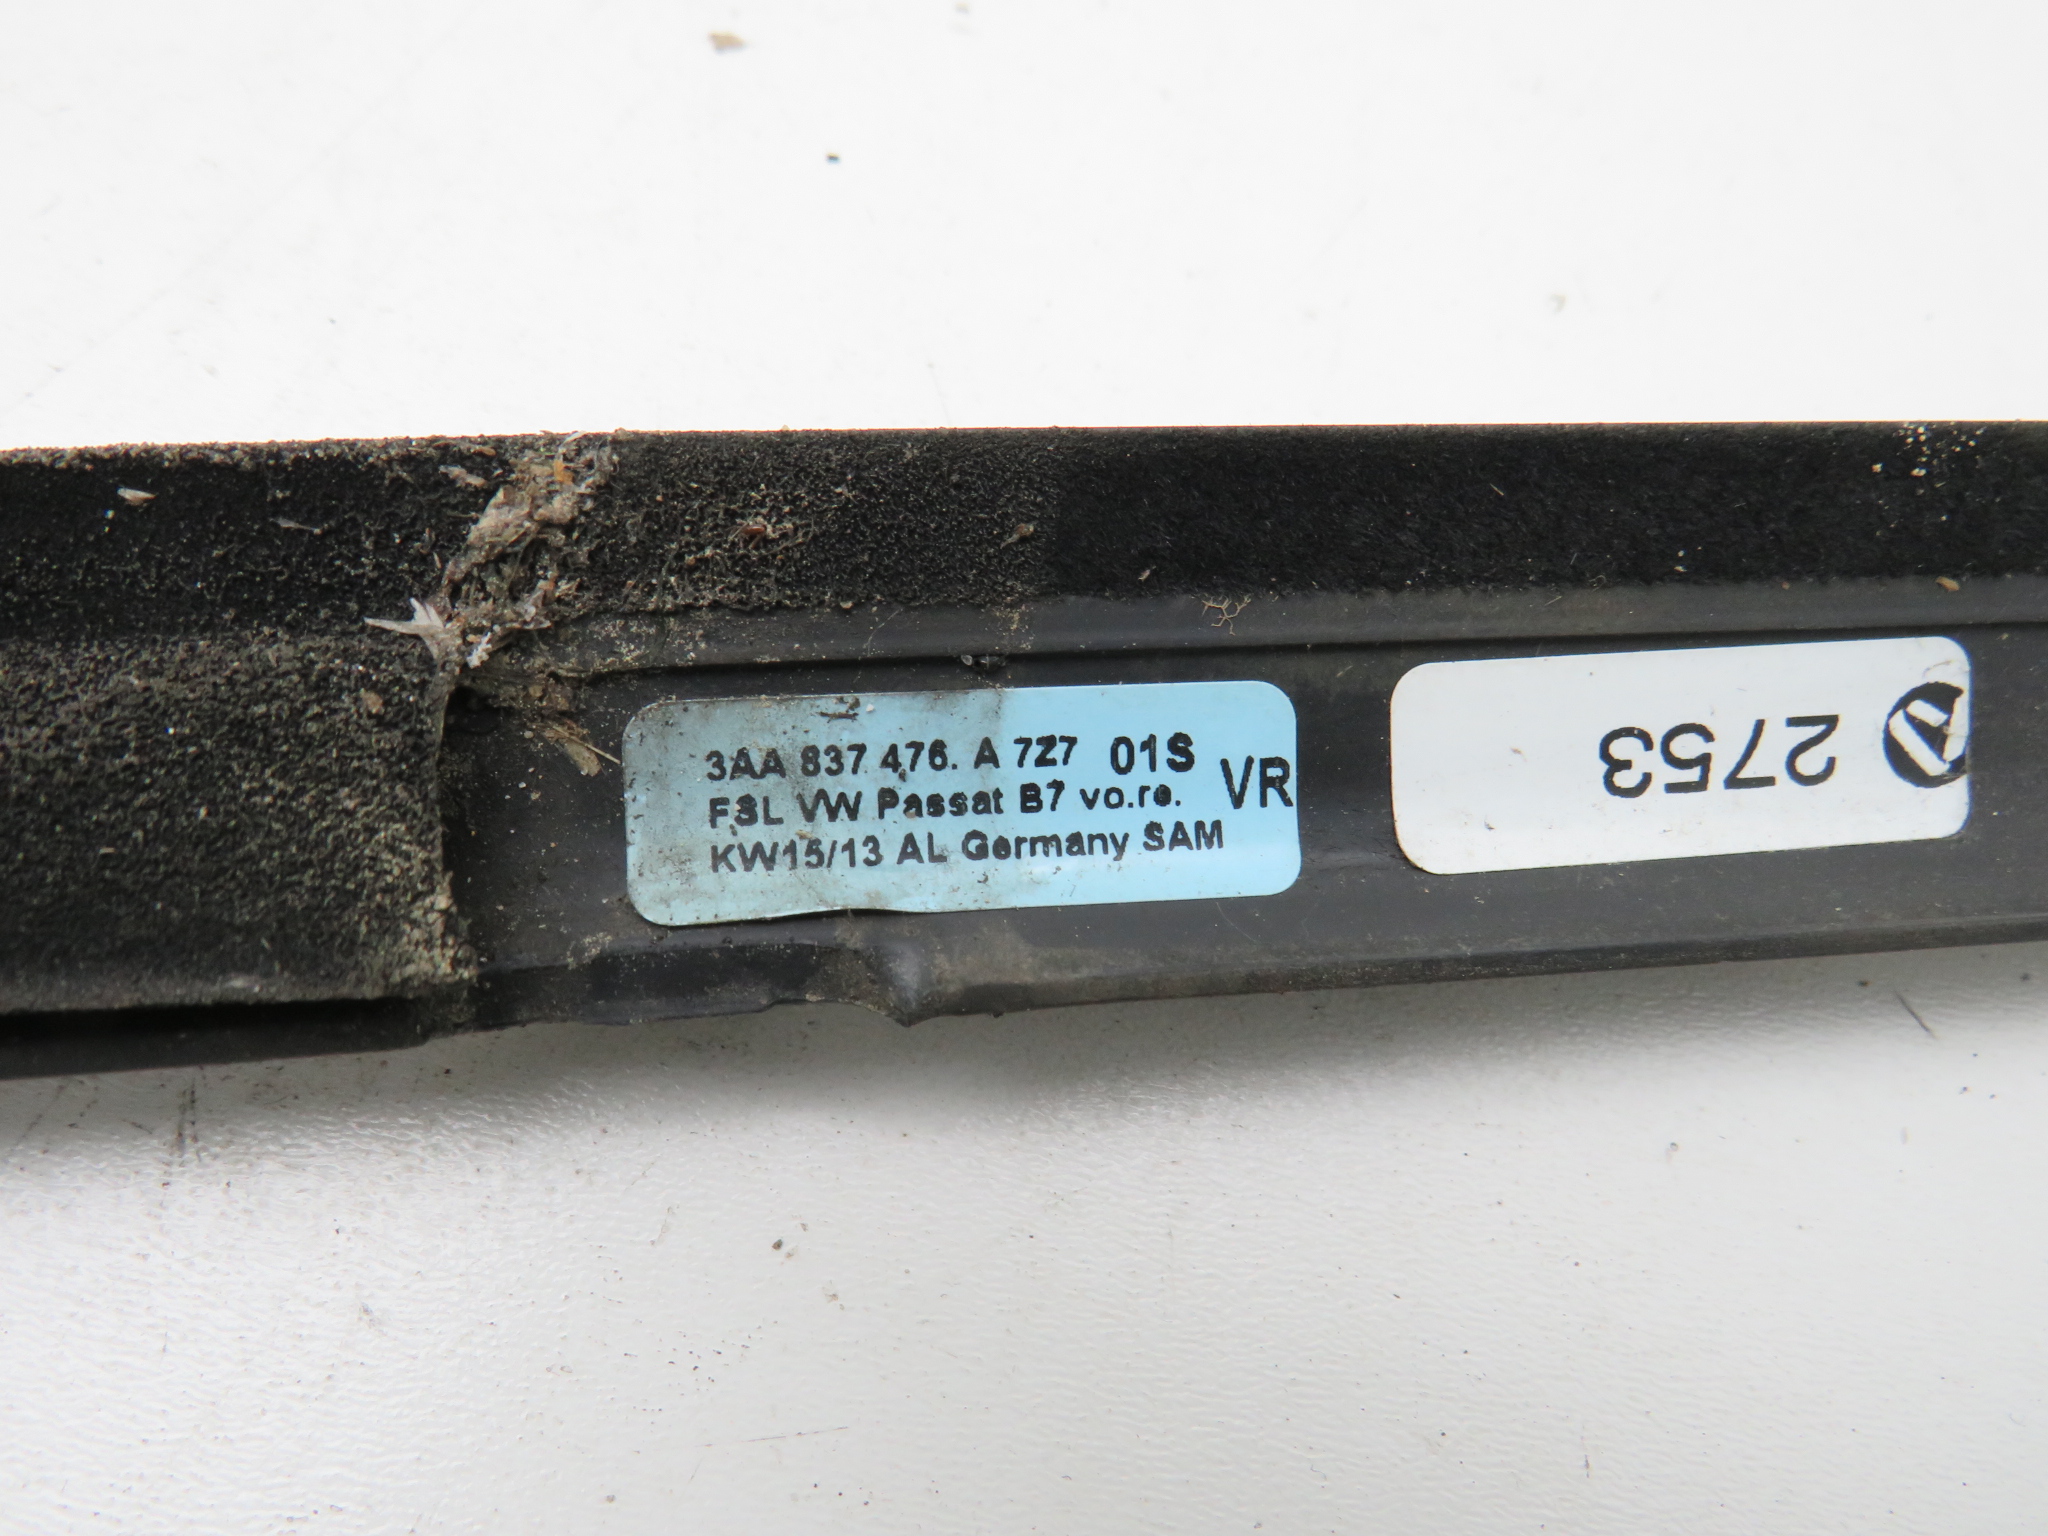 3AA 837 476. A 7Z7 01S
FSL VW Passat B7 vo.re. VR
KW15/13 AL Germany SAM
2753